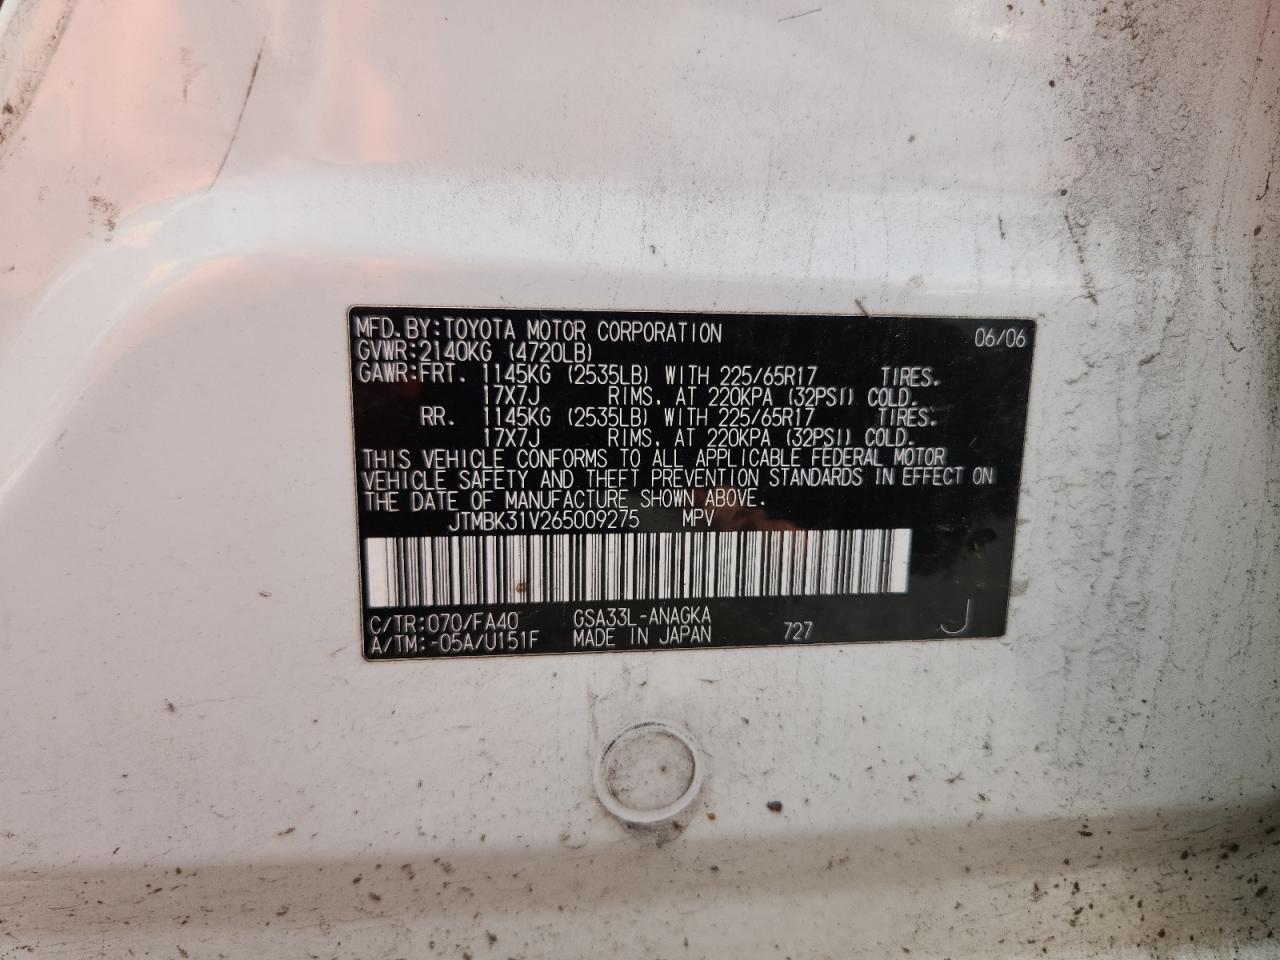 MFD.BY:TOYOTA MOTOR CORPORATION 06/06
GVWR:2140KG (4720LB)
GAWR:FRT. 1145KG (2535LB) WITH 225/65R17 TIRES.
17X7J RIMS. AT 220KPA (32PSI) COLD.
RR. 1145KG (2535LB) WITH 225/65R17 TIRES.
17X7J RIMS. AT 220KPA (32PSI) COLD.
THIS VEHICLE CONFORMS TO ALL APPLICABLE FEDERAL MOTOR
VEHICLE SAFETY AND THEFT PREVENTION STANDARDS IN EFFECT ON
THE DATE OF MANUFACTURE SHOWN ABOVE.
JTMBK31V265009275 MPV
C/TR:070/FA40 GSA33L-ANAGKA
A/TM:-05A/U151F MADE IN JAPAN 727 J